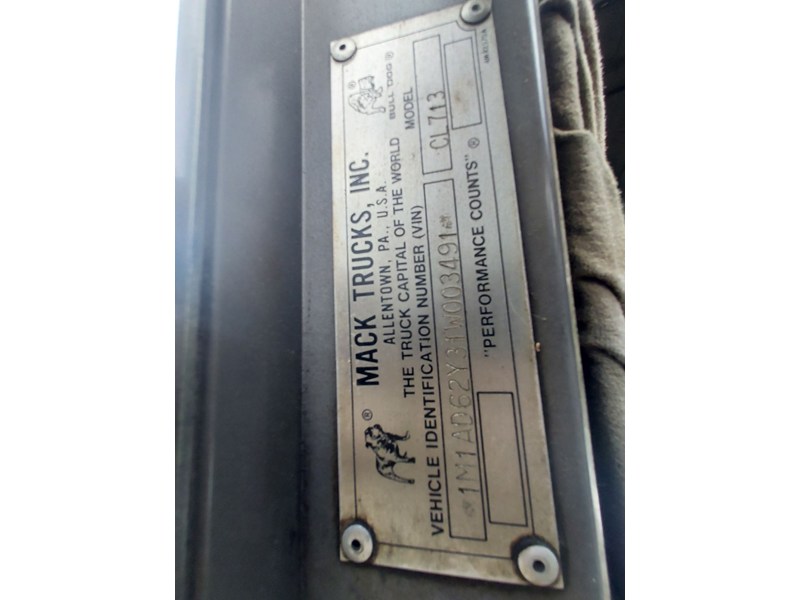 ® MACK TRUCKS, INC. ®
ALLENTOWN, PA., U.S.A. BULL DOG ®
THE TRUCK CAPITAL OF THE WORLD
VEHICLE IDENTIFICATION NUMBER (VIN) MODEL
*1M1AD62Y31W003491* CL713
"PERFORMANCE COUNTS" ®